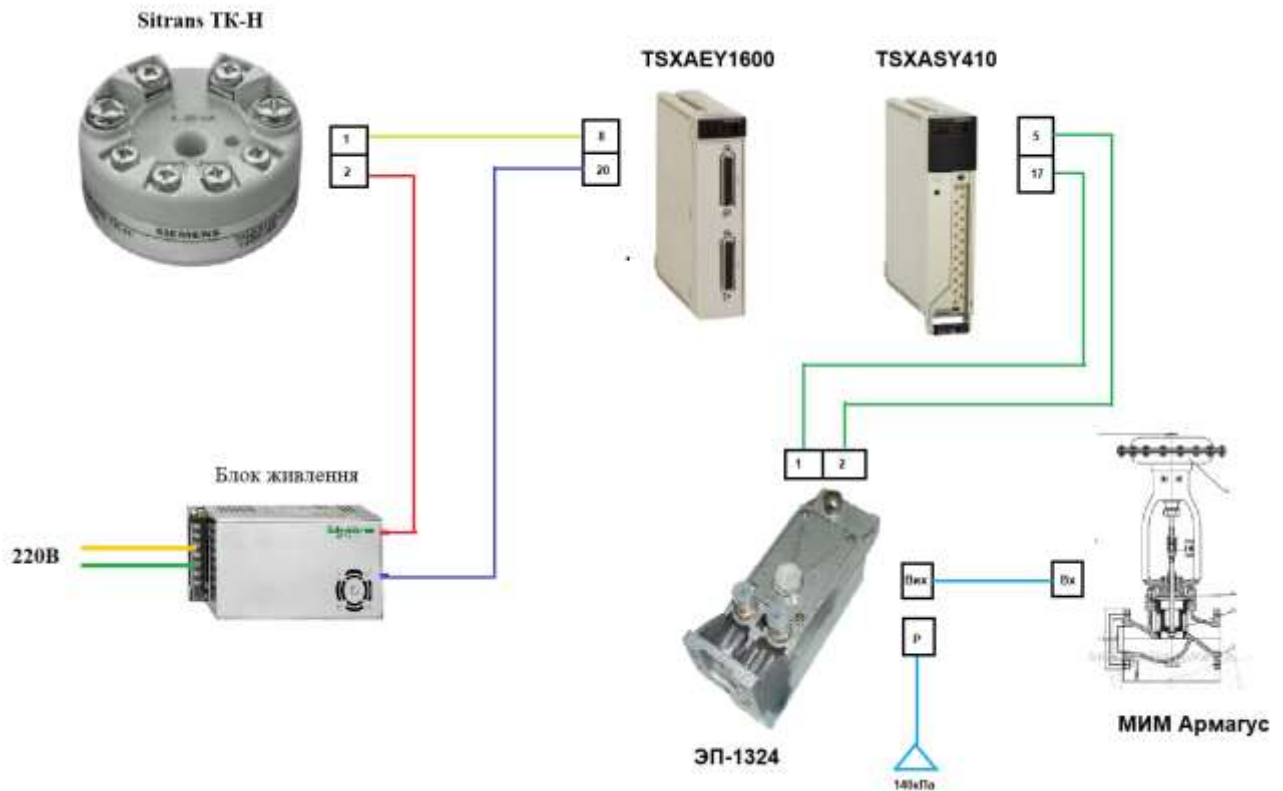 Sitrans TK-H
TSXAEY1600
TSXASY410
1
2
8
20
5
17
SIEMENS
1
2
Блок живлення
220В
Вих
Вх
P
МИМ Армагус
ЭП-1324
140кПа